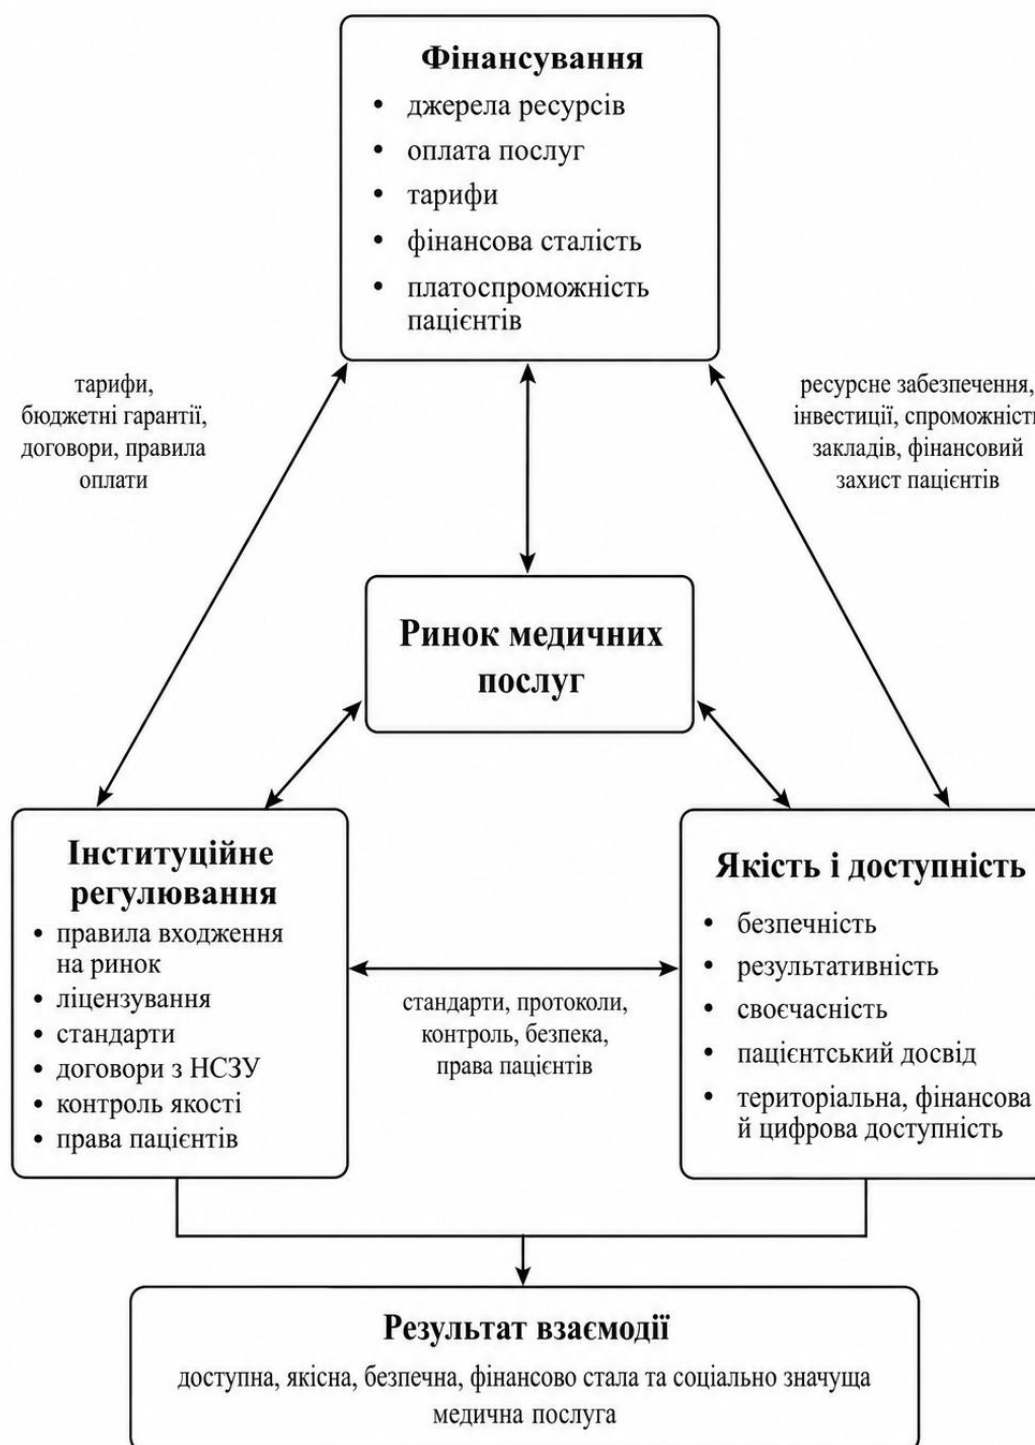 Фінансування
• джерела ресурсів
• оплата послуг
• тарифи
• фінансова сталість
• платоспроможність
пацієнтів
тарифи,
бюджетні гарантії,
договори, правила
оплати
ресурсне забезпечення,
інвестиції, спроможність
закладів, фінансовий
захист пацієнтів
Ринок медичних
послуг
Інституційне
регулювання
• правила входження
на ринок
• ліцензування
• стандарти
• договори з НСЗУ
• контроль якості
• права пацієнтів
стандарти, протоколи,
контроль, безпека,
права пацієнтів
Якість і доступність
• безпечність
• результативність
• своєчасність
• пацієнтський досвід
• територіальна, фінансова
й цифрова доступність
Результат взаємодії
доступна, якісна, безпечна, фінансово стала та соціально значуща
медична послуга